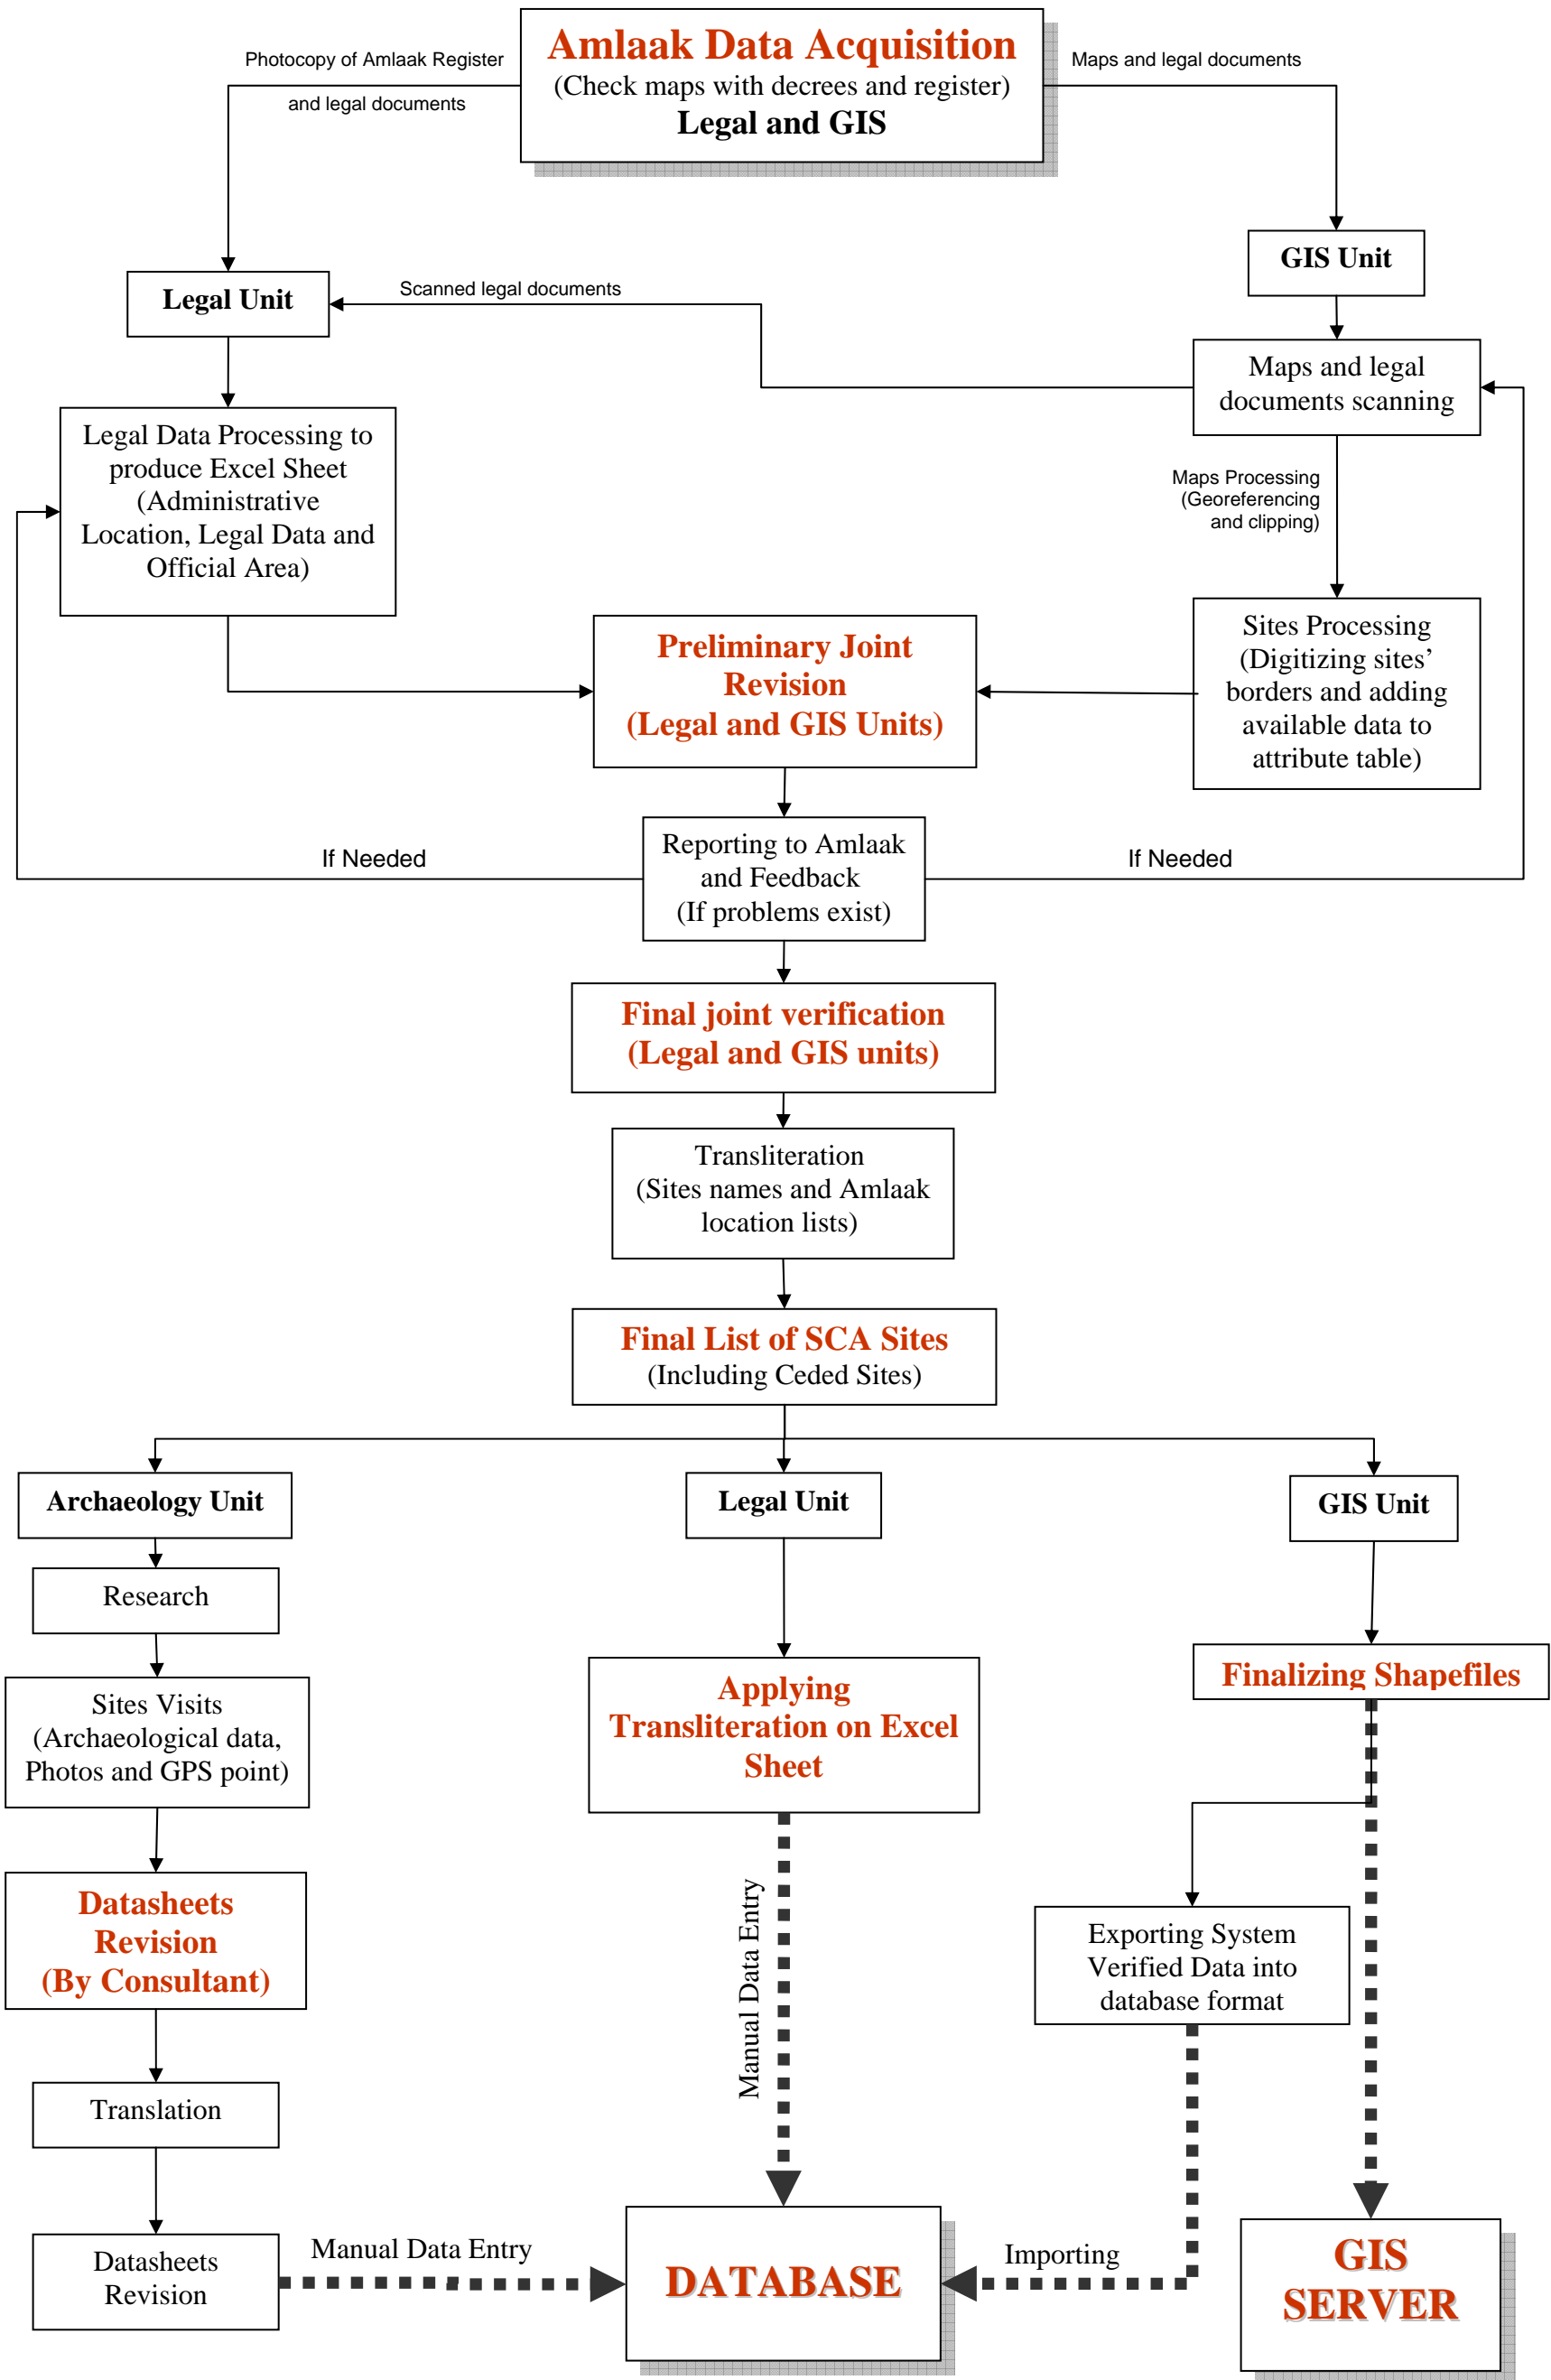 Amlaak Data Acquisition
(Check maps with decrees and register)
Legal and GIS
Photocopy of Amlaak Register
and legal documents
Maps and legal documents
GIS Unit
Legal Unit
Scanned legal documents
Maps and legal
documents scanning
Legal Data Processing to
produce Excel Sheet
(Administrative
Location, Legal Data and
Official Area)
Maps Processing
(Georeferencing
and clipping)
Preliminary Joint
Revision
(Legal and GIS Units)
Sites Processing
(Digitizing sites’
borders and adding
available data to
attribute table)
If Needed
Reporting to Amlaak
and Feedback
(If problems exist)
If Needed
Final joint verification
(Legal and GIS units)
Transliteration
(Sites names and Amlaak
location lists)
Final List of SCA Sites
(Including Ceded Sites)
Archaeology Unit
Legal Unit
GIS Unit
Research
Sites Visits
(Archaeological data,
Photos and GPS point)
Applying
Transliteration on Excel
Sheet
Finalizing Shapefiles
Datasheets
Revision
(By Consultant)
Manual Data Entry
Exporting System
Verified Data into
database format
Translation
Datasheets
Revision
Manual Data Entry
DATABASE
Importing
GIS
SERVER